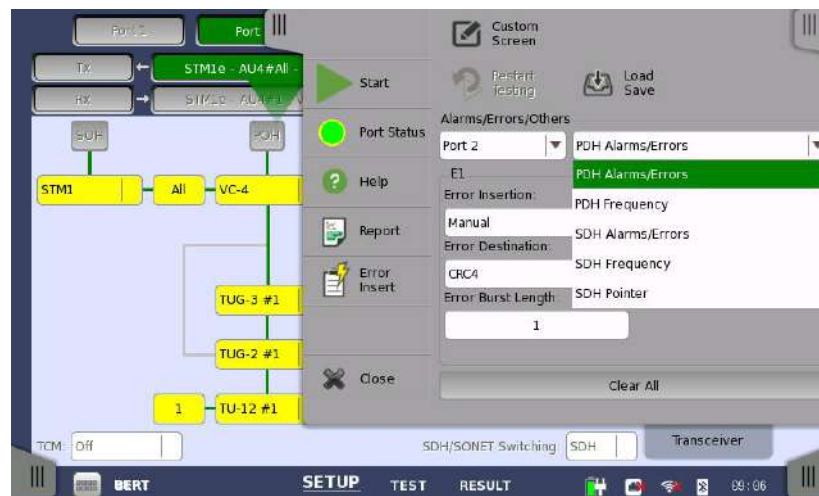 Port
Custom
Screen
TX
STM1e - AU4#All -
RX
Start
Restart
Testing
Load
Save
Alarms/Errors/Others
SOH
POH
Port Status
Port 2
PDH Alarms/Errors
E1
PDH Alarms/Errors
STM1
All
VC-4
Help
Error Insertion:
PDH Frequency
Manual
SDH Alarms/Errors
Report
Error Destination:
SDH Frequency
Error
Insert
CRC4
Error Burst Length
SDH Pointer
TUG-3 #1
1
TUG-2 #1
Close
Clear All
1
TU-12 #1
TCM:
Off
SDH/SONET Switching
SDH
Transceiver
BERT
SETUP
TEST
RESULT
09:06